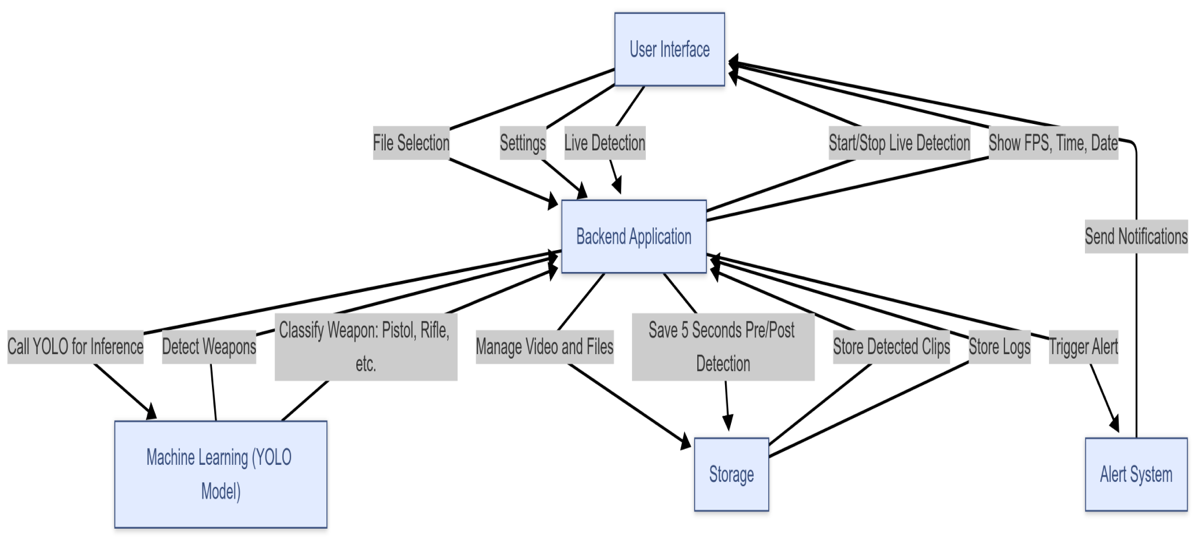 User Interface
File Selection
Settings
Live Detection
Start/Stop Live Detection
Show FPS, Time, Date
Send Notifications
Backend Application
Call YOLO for Inference
Detect Weapons
Classify Weapon: Pistol, Rifle,
etc.
Manage Video and Files
Save 5 Seconds Pre/Post
Detection
Store Detected Clips
Store Logs
Trigger Alert
Machine Learning (YOLO
Model)
Storage
Alert System